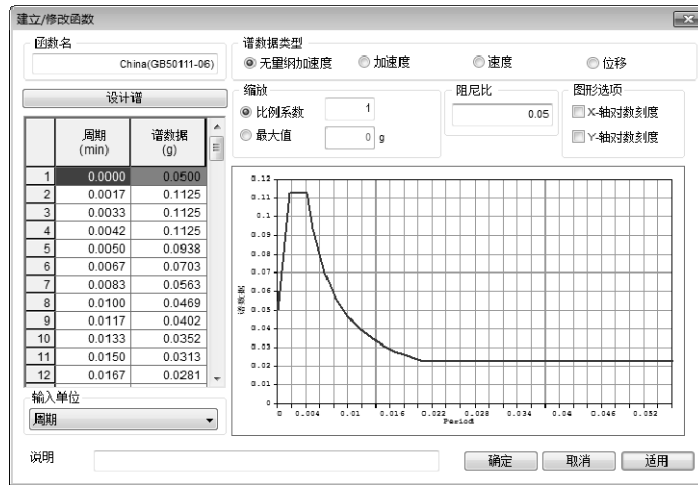 建立/修改函数
函数名
China(GB50111-06)
设计谱
周期 (min) 谱数据 (g)
1 0.0000 0.0500
2 0.0017 0.1125
3 0.0033 0.1125
4 0.0042 0.1125
5 0.0050 0.0938
6 0.0067 0.0703
7 0.0083 0.0563
8 0.0100 0.0469
9 0.0117 0.0402
10 0.0133 0.0352
11 0.0150 0.0313
12 0.0167 0.0281
输入单位
周期
谱数据类型
无量纲加速度 加速度 速度 位移
缩放
比例系数 1
最大值 0 g
阻尼比
0.05
图形选项
X-轴对数刻度
Y-轴对数刻度
0.12
0.11
0.1
0.09
0.08
0.07
0.06
0.05
0.04
0.03
0.02
0.01
0
谱数据
0 0.004 0.01 0.016 0.022 0.028 0.034 0.04 0.046 0.052
Period
说明
确定 取消 适用